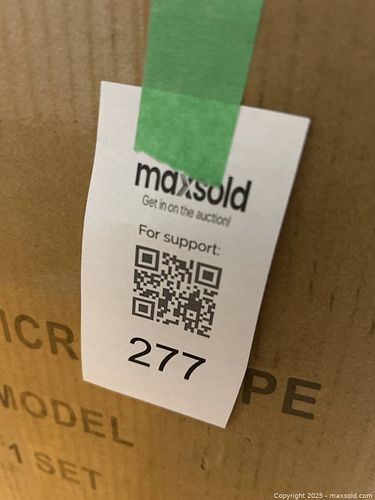 maxsold
Get in on the auction!
For support:
277
ICR PE
MODEL
1 SET
Copyright 2025 - maxsold.com